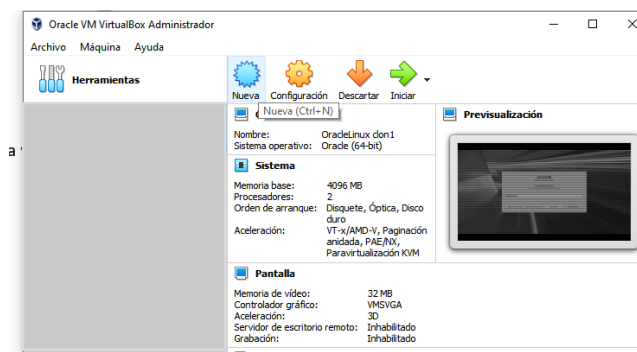 Oracle VM VirtualBox Administrador
Archivo Máquina Ayuda
Herramientas
Nueva Configuración Descartar Iniciar
Nueva (Ctrl+N)
Previsualización
Nombre: OracleLinux clon1
Sistema operativo: Oracle (64-bit)
Sistema
Memoria base: 4096 MB
Procesadores: 2
Orden de arranque: Disquete, Óptica, Disco
duro
Aceleración: VT-x/AMD-V, Paginación
anidada, PAE/NX,
Paravirtualización KVM
Pantalla
Memoria de vídeo: 32 MB
Controlador gráfico: VMSVGA
Aceleración: 3D
Servidor de escritorio remoto: Inhabilitado
Grabación: Inhabilitado
a